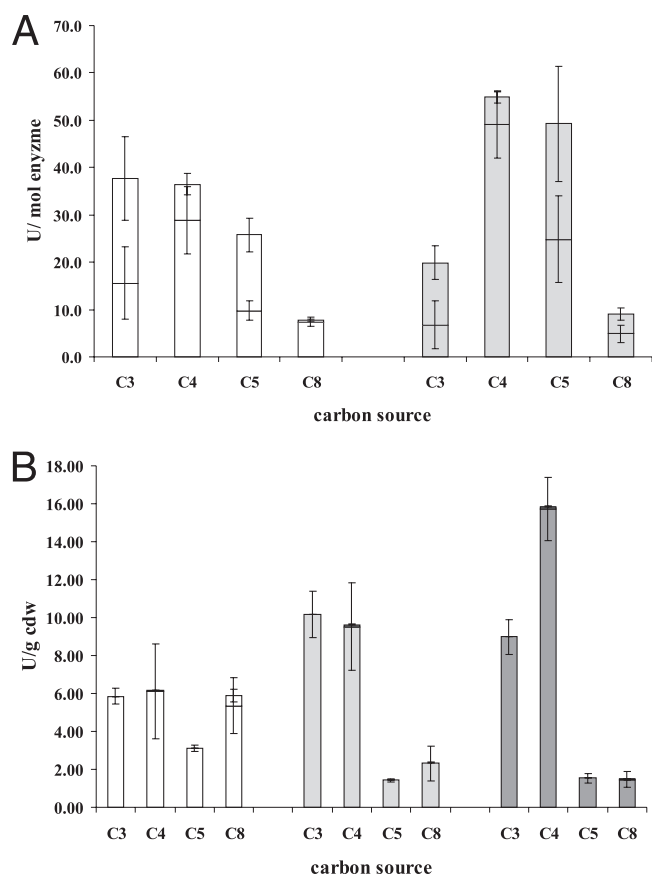 A
70.0
60.0
50.0
40.0
30.0
20.0
10.0
0.0
U/ mol enyzme
C3 C4 C5 C8 C3 C4 C5 C8
carbon source
B
18.00
16.00
14.00
12.00
10.00
8.00
6.00
4.00
2.00
0.00
U/g cdw
C3 C4 C5 C8 C3 C4 C5 C8 C3 C4 C5 C8
carbon source